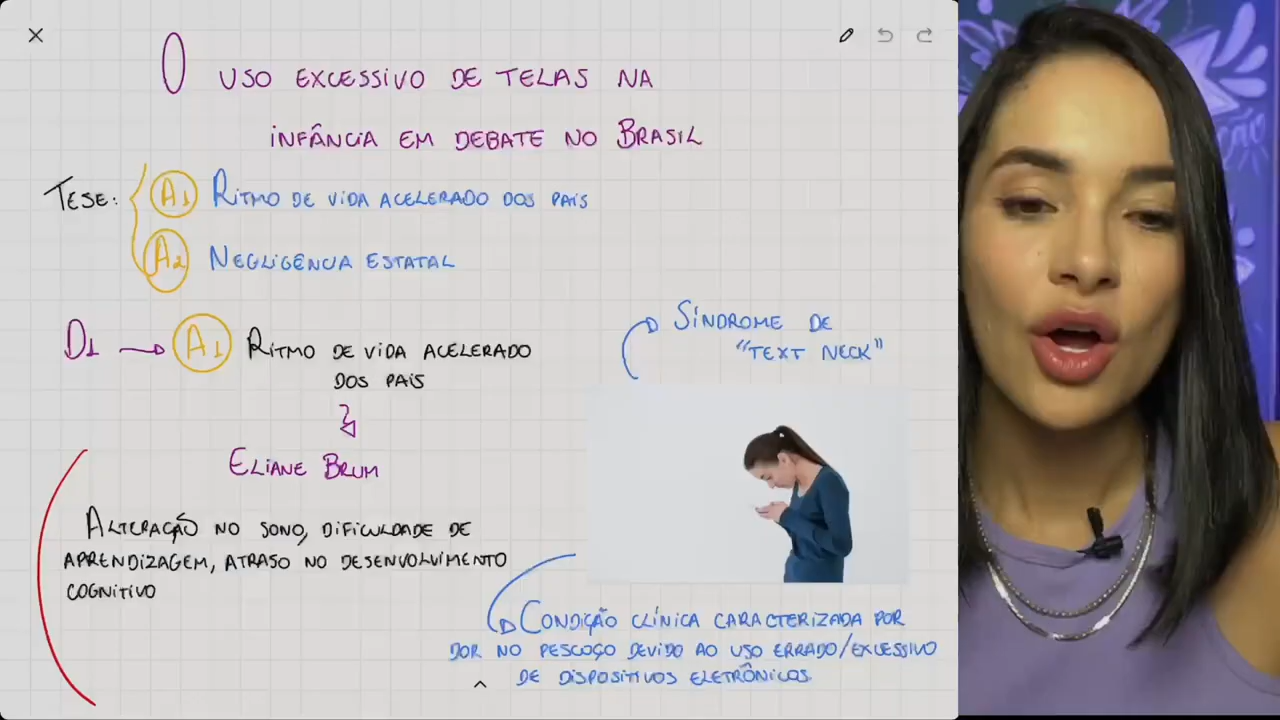 O USO EXCESSIVO DE TELAS NA
INFÂNCIA EM DEBATE NO BRASIL
TESE: A1 RITMO DE VIDA ACELERADO DOS PAIS
A2 NEGLIGÊNCIA ESTATAL
D1 → A1 RITMO DE VIDA ACELERADO
DOS PAIS
ELIANE BRUM
ALTERAÇÃO NO SONO, DIFICULDADE DE
APRENDIZAGEM, ATRASO NO DESENVOLVIMENTO
COGNITIVO
SÍNDROME DE
"TEXT NECK"
CONDIÇÃO CLÍNICA CARACTERIZADA POR
DOR NO PESCOÇO DEVIDO AO USO ERRADO/EXCESSIVO
DE DISPOSITIVOS ELETRÔNICOS.